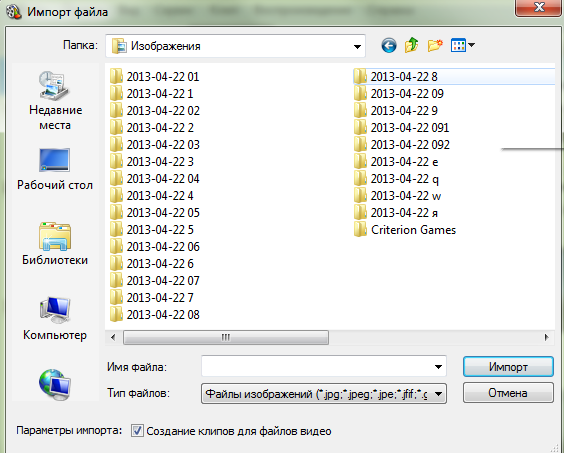 Импорт файла
Папка:
Изображения
Недавние
места
Рабочий стол
Библиотеки
Компьютер
2013-04-22 01
2013-04-22 1
2013-04-22 02
2013-04-22 2
2013-04-22 03
2013-04-22 3
2013-04-22 04
2013-04-22 4
2013-04-22 05
2013-04-22 5
2013-04-22 06
2013-04-22 6
2013-04-22 07
2013-04-22 7
2013-04-22 08
2013-04-22 8
2013-04-22 09
2013-04-22 9
2013-04-22 091
2013-04-22 092
2013-04-22 e
2013-04-22 q
2013-04-22 w
2013-04-22 я
Criterion Games
Имя файла:
Импорт
Тип файлов:
Файлы изображений (*.jpg;*.jpeg;*.jpe;*.jfif;*.g
Отмена
Параметры импорта:
Создание клипов для файлов видео